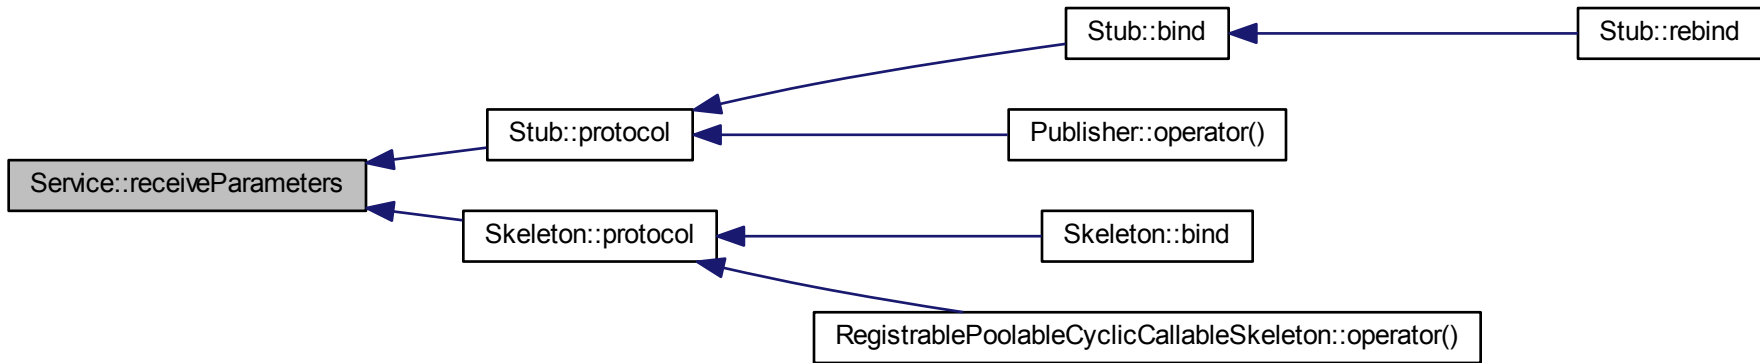 Stub::bind
Stub::rebind
Stub::protocol
Publisher::operator()
Service::receiveParameters
Skeleton::protocol
Skeleton::bind
RegistrablePoolableCyclicCallableSkeleton::operator()